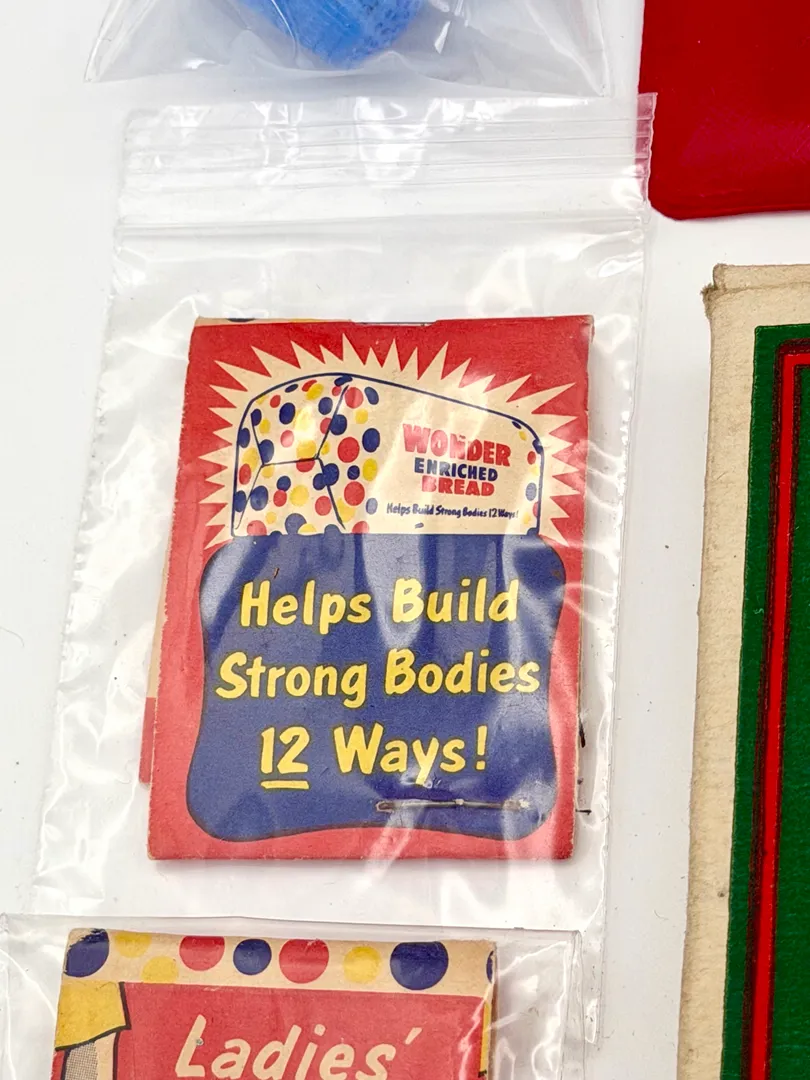 WONDER
ENRICHED
BREAD
Helps Build Strong Bodies 12 Ways!
Helps Build
Strong Bodies
12 Ways!
Ladies'